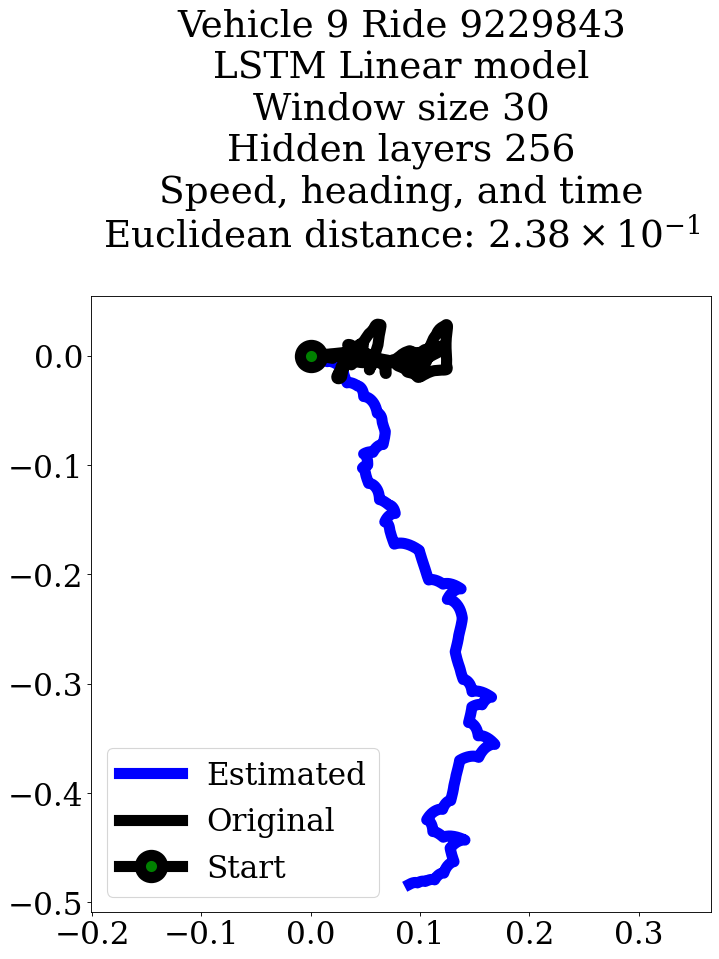 Vehicle 9 Ride 9229843
LSTM Linear model
Window size 30
Hidden layers 256
Speed, heading, and time
Euclidean distance: 2.38 × 10⁻¹
0.0
−0.1
−0.2
−0.3
−0.4
−0.5
Estimated
Original
Start
−0.2 −0.1 0.0 0.1 0.2 0.3